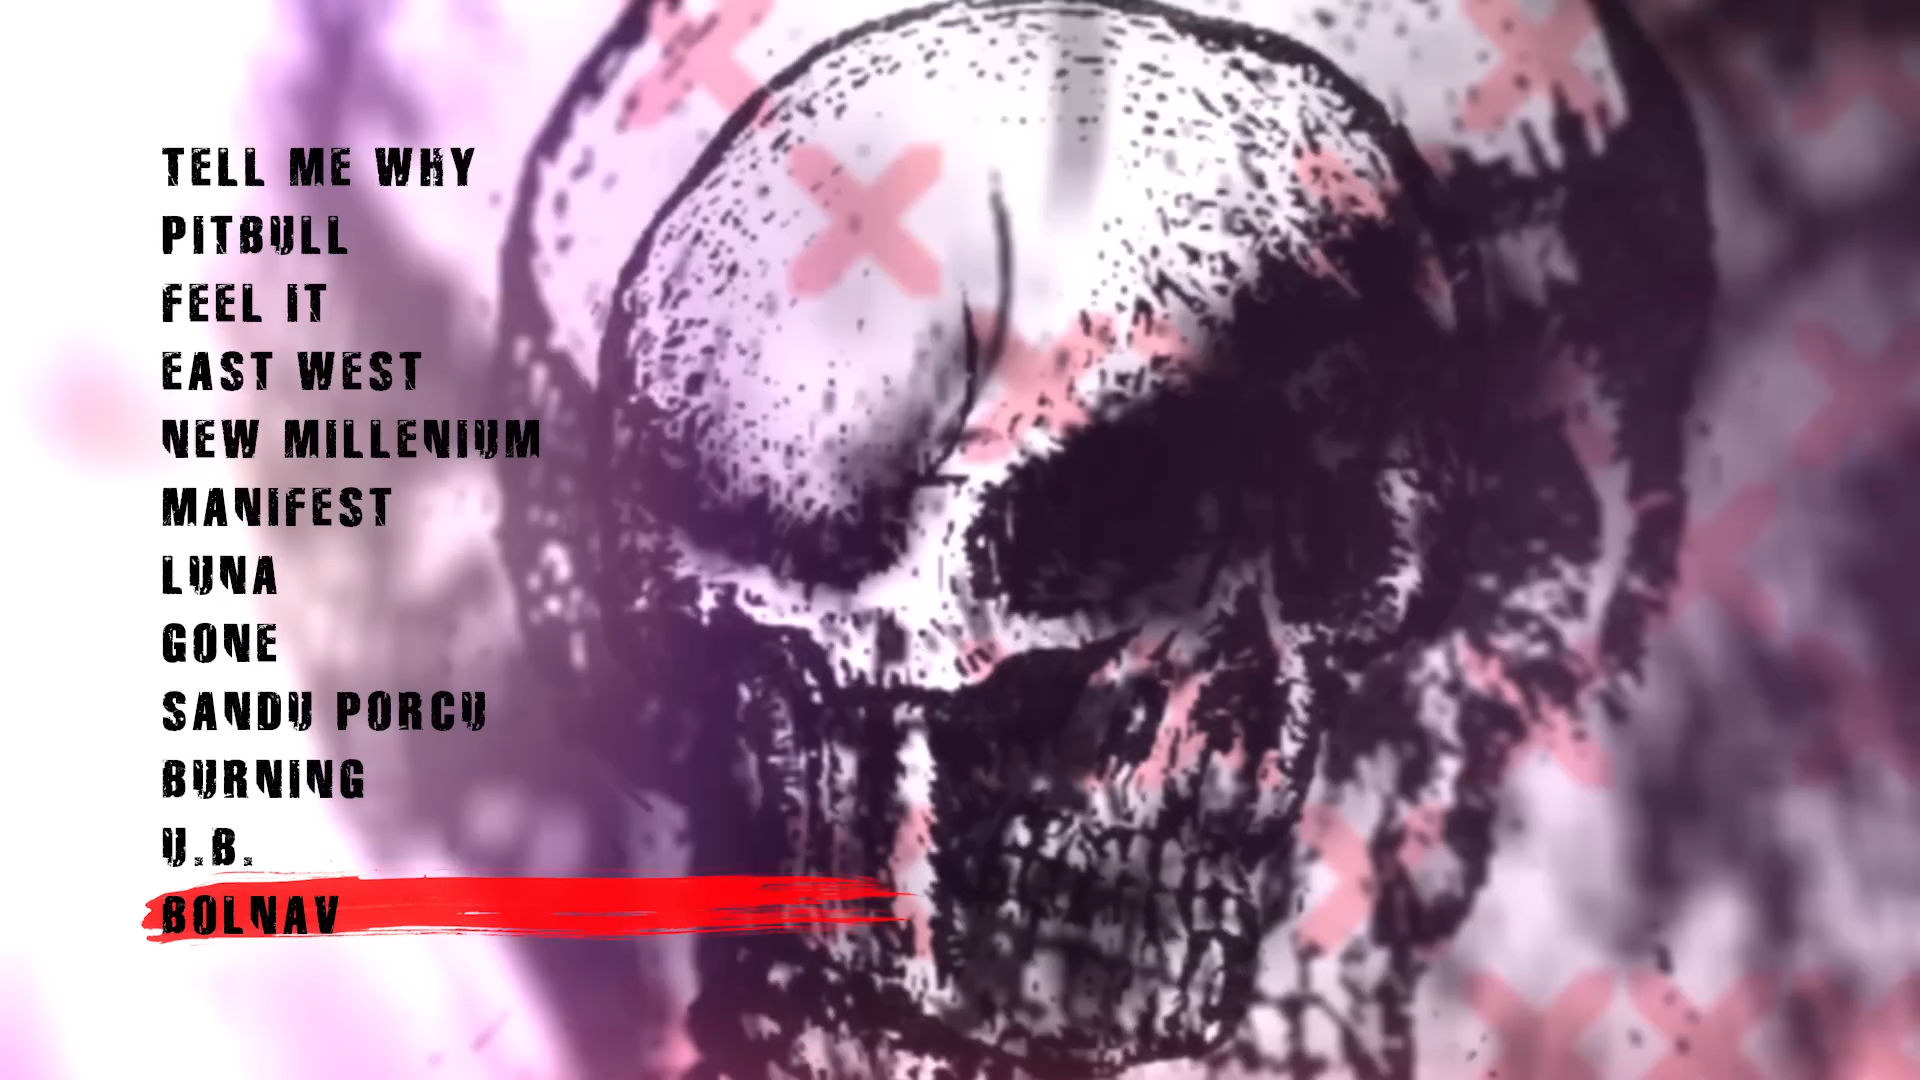 TELL ME WHY
PITBULL
FEEL IT
EAST WEST
NEW MILLENIUM
MANIFEST
LUNA
GONE
SANDU PORCU
BURNING
U.B.
BOLNAV